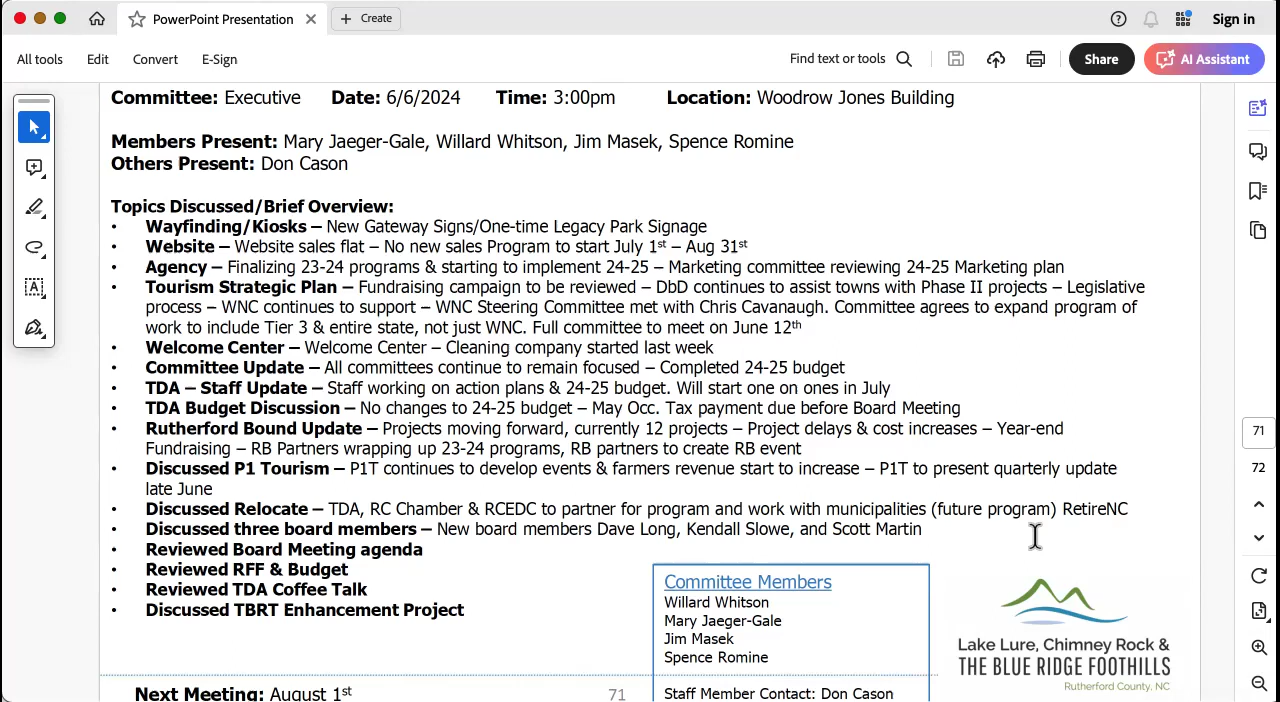 PowerPoint Presentation
Create
Sign in
All tools Edit Convert E-Sign
Find text or tools
Share
AI Assistant
Committee: Executive Date: 6/6/2024 Time: 3:00pm Location: Woodrow Jones Building
Members Present: Mary Jaeger-Gale, Willard Whitson, Jim Masek, Spence Romine
Others Present: Don Cason
Topics Discussed/Brief Overview:
• Wayfinding/Kiosks – New Gateway Signs/One-time Legacy Park Signage
• Website – Website sales flat – No new sales Program to start July 1st – Aug 31st
• Agency – Finalizing 23-24 programs & starting to implement 24-25 – Marketing committee reviewing 24-25 Marketing plan
• Tourism Strategic Plan – Fundraising campaign to be reviewed – DbD continues to assist towns with Phase II projects – Legislative
process – WNC continues to support – WNC Steering Committee met with Chris Cavanaugh. Committee agrees to expand program of
work to include Tier 3 & entire state, not just WNC. Full committee to meet on June 12th
• Welcome Center – Welcome Center – Cleaning company started last week
• Committee Update – All committees continue to remain focused – Completed 24-25 budget
• TDA – Staff Update – Staff working on action plans & 24-25 budget. Will start one on ones in July
• TDA Budget Discussion – No changes to 24-25 budget – May Occ. Tax payment due before Board Meeting
• Rutherford Bound Update – Projects moving forward, currently 12 projects – Project delays & cost increases – Year-end
Fundraising – RB Partners wrapping up 23-24 programs, RB partners to create RB event
• Discussed P1 Tourism – P1T continues to develop events & farmers revenue start to increase – P1T to present quarterly update
late June
• Discussed Relocate – TDA, RC Chamber & RCEDC to partner for program and work with municipalities (future program) RetireNC
• Discussed three board members – New board members Dave Long, Kendall Slowe, and Scott Martin
• Reviewed Board Meeting agenda
• Reviewed RFF & Budget
• Reviewed TDA Coffee Talk
• Discussed TBRT Enhancement Project
Committee Members
Willard Whitson
Mary Jaeger-Gale
Jim Masek
Spence Romine
Staff Member Contact: Don Cason
Lake Lure, Chimney Rock &
THE BLUE RIDGE FOOTHILLS
Rutherford County, NC
Next Meeting: August 1st
71
71
72